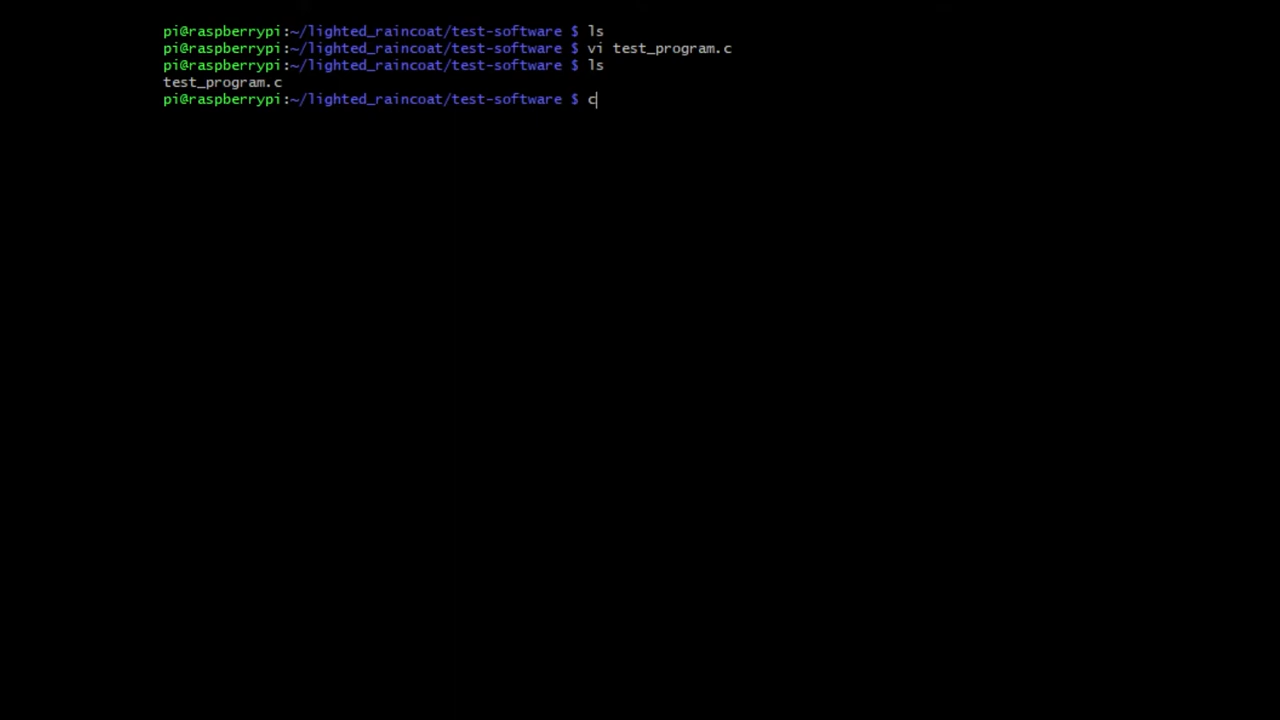 pi@raspberrypi:~/lighted_raincoat/test-software $ ls
pi@raspberrypi:~/lighted_raincoat/test-software $ vi test_program.c
pi@raspberrypi:~/lighted_raincoat/test-software $ ls
test_program.c
pi@raspberrypi:~/lighted_raincoat/test-software $ c